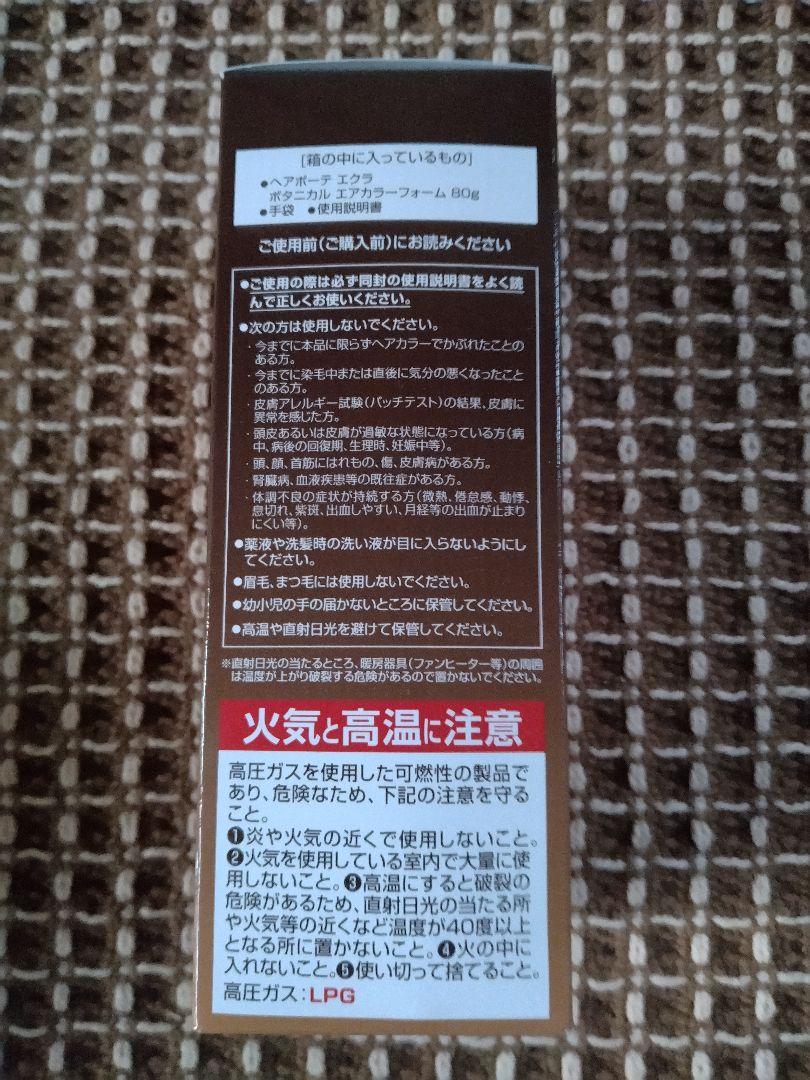 [箱の中に入っているもの]
●ヘアボーテ エクラ
ボタニカル エアカラーフォーム 80g
●手袋 ●使用説明書
ご使用前(ご購入前)にお読みください
●ご使用の際は必ず同封の使用説明書をよく読
んで正しくお使いください。
●次の方は使用しないでください。
・今までに本品に限らずヘアカラーでかぶれたことの
ある方。
・今までに染毛中または直後に気分の悪くなったこと
のある方。
・皮膚アレルギー試験(パッチテスト)の結果、皮膚に
異常を感じた方。
・頭皮あるいは皮膚が過敏な状態になっている方(病
中、病後の回復期、生理時、妊娠中等)。
・頭、顔、首筋にはれもの、傷、皮膚病がある方。
・腎臓病、血液疾患等の既往症がある方。
・体調不良の症状が持続する方(微熱、倦怠感、動悸、
息切れ、紫斑、出血しやすい、月経等の出血が止まり
にくい等)。
●薬液や洗髪時の洗い液が目に入らないようにし
てください。
●眉毛、まつ毛には使用しないでください。
●幼小児の手の届かないところに保管してください。
●高温や直射日光を避けて保管してください。
※直射日光の当たるところ、暖房器具(ファンヒーター等)の周囲
は温度が上がり破裂する危険があるので置かないでください。
火気と高温に注意
高圧ガスを使用した可燃性の製品で
あり、危険なため、下記の注意を守る
こと。
❶炎や火気の近くで使用しないこと。
❷火気を使用している室内で大量に使
用しないこと。❸高温にすると破裂の
危険があるため、直射日光の当たる所
や火気等の近くなど温度が40度以上
となる所に置かないこと。❹火の中に
入れないこと。❺使い切って捨てること。
高圧ガス:LPG